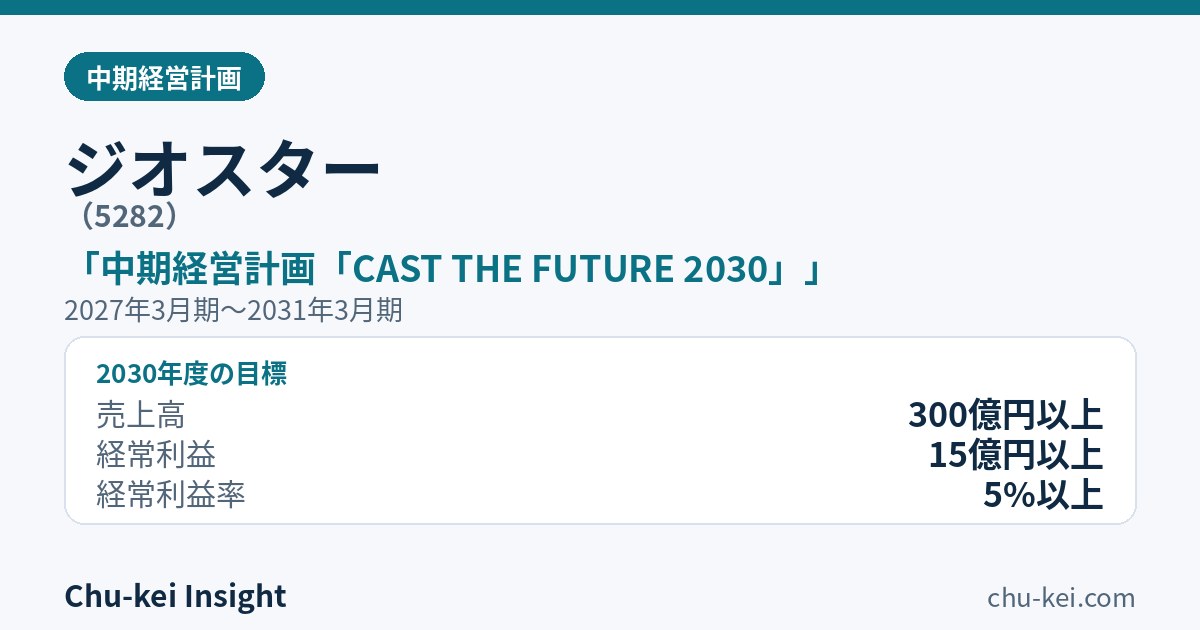 中期経営計画
ジオスター
（5282）
「中期経営計画「CAST THE FUTURE 2030」」
2027年3月期〜2031年3月期
2030年度の目標
売上高 300億円以上
経常利益 15億円以上
経常利益率 5%以上
Chu-kei Insight chu-kei.com